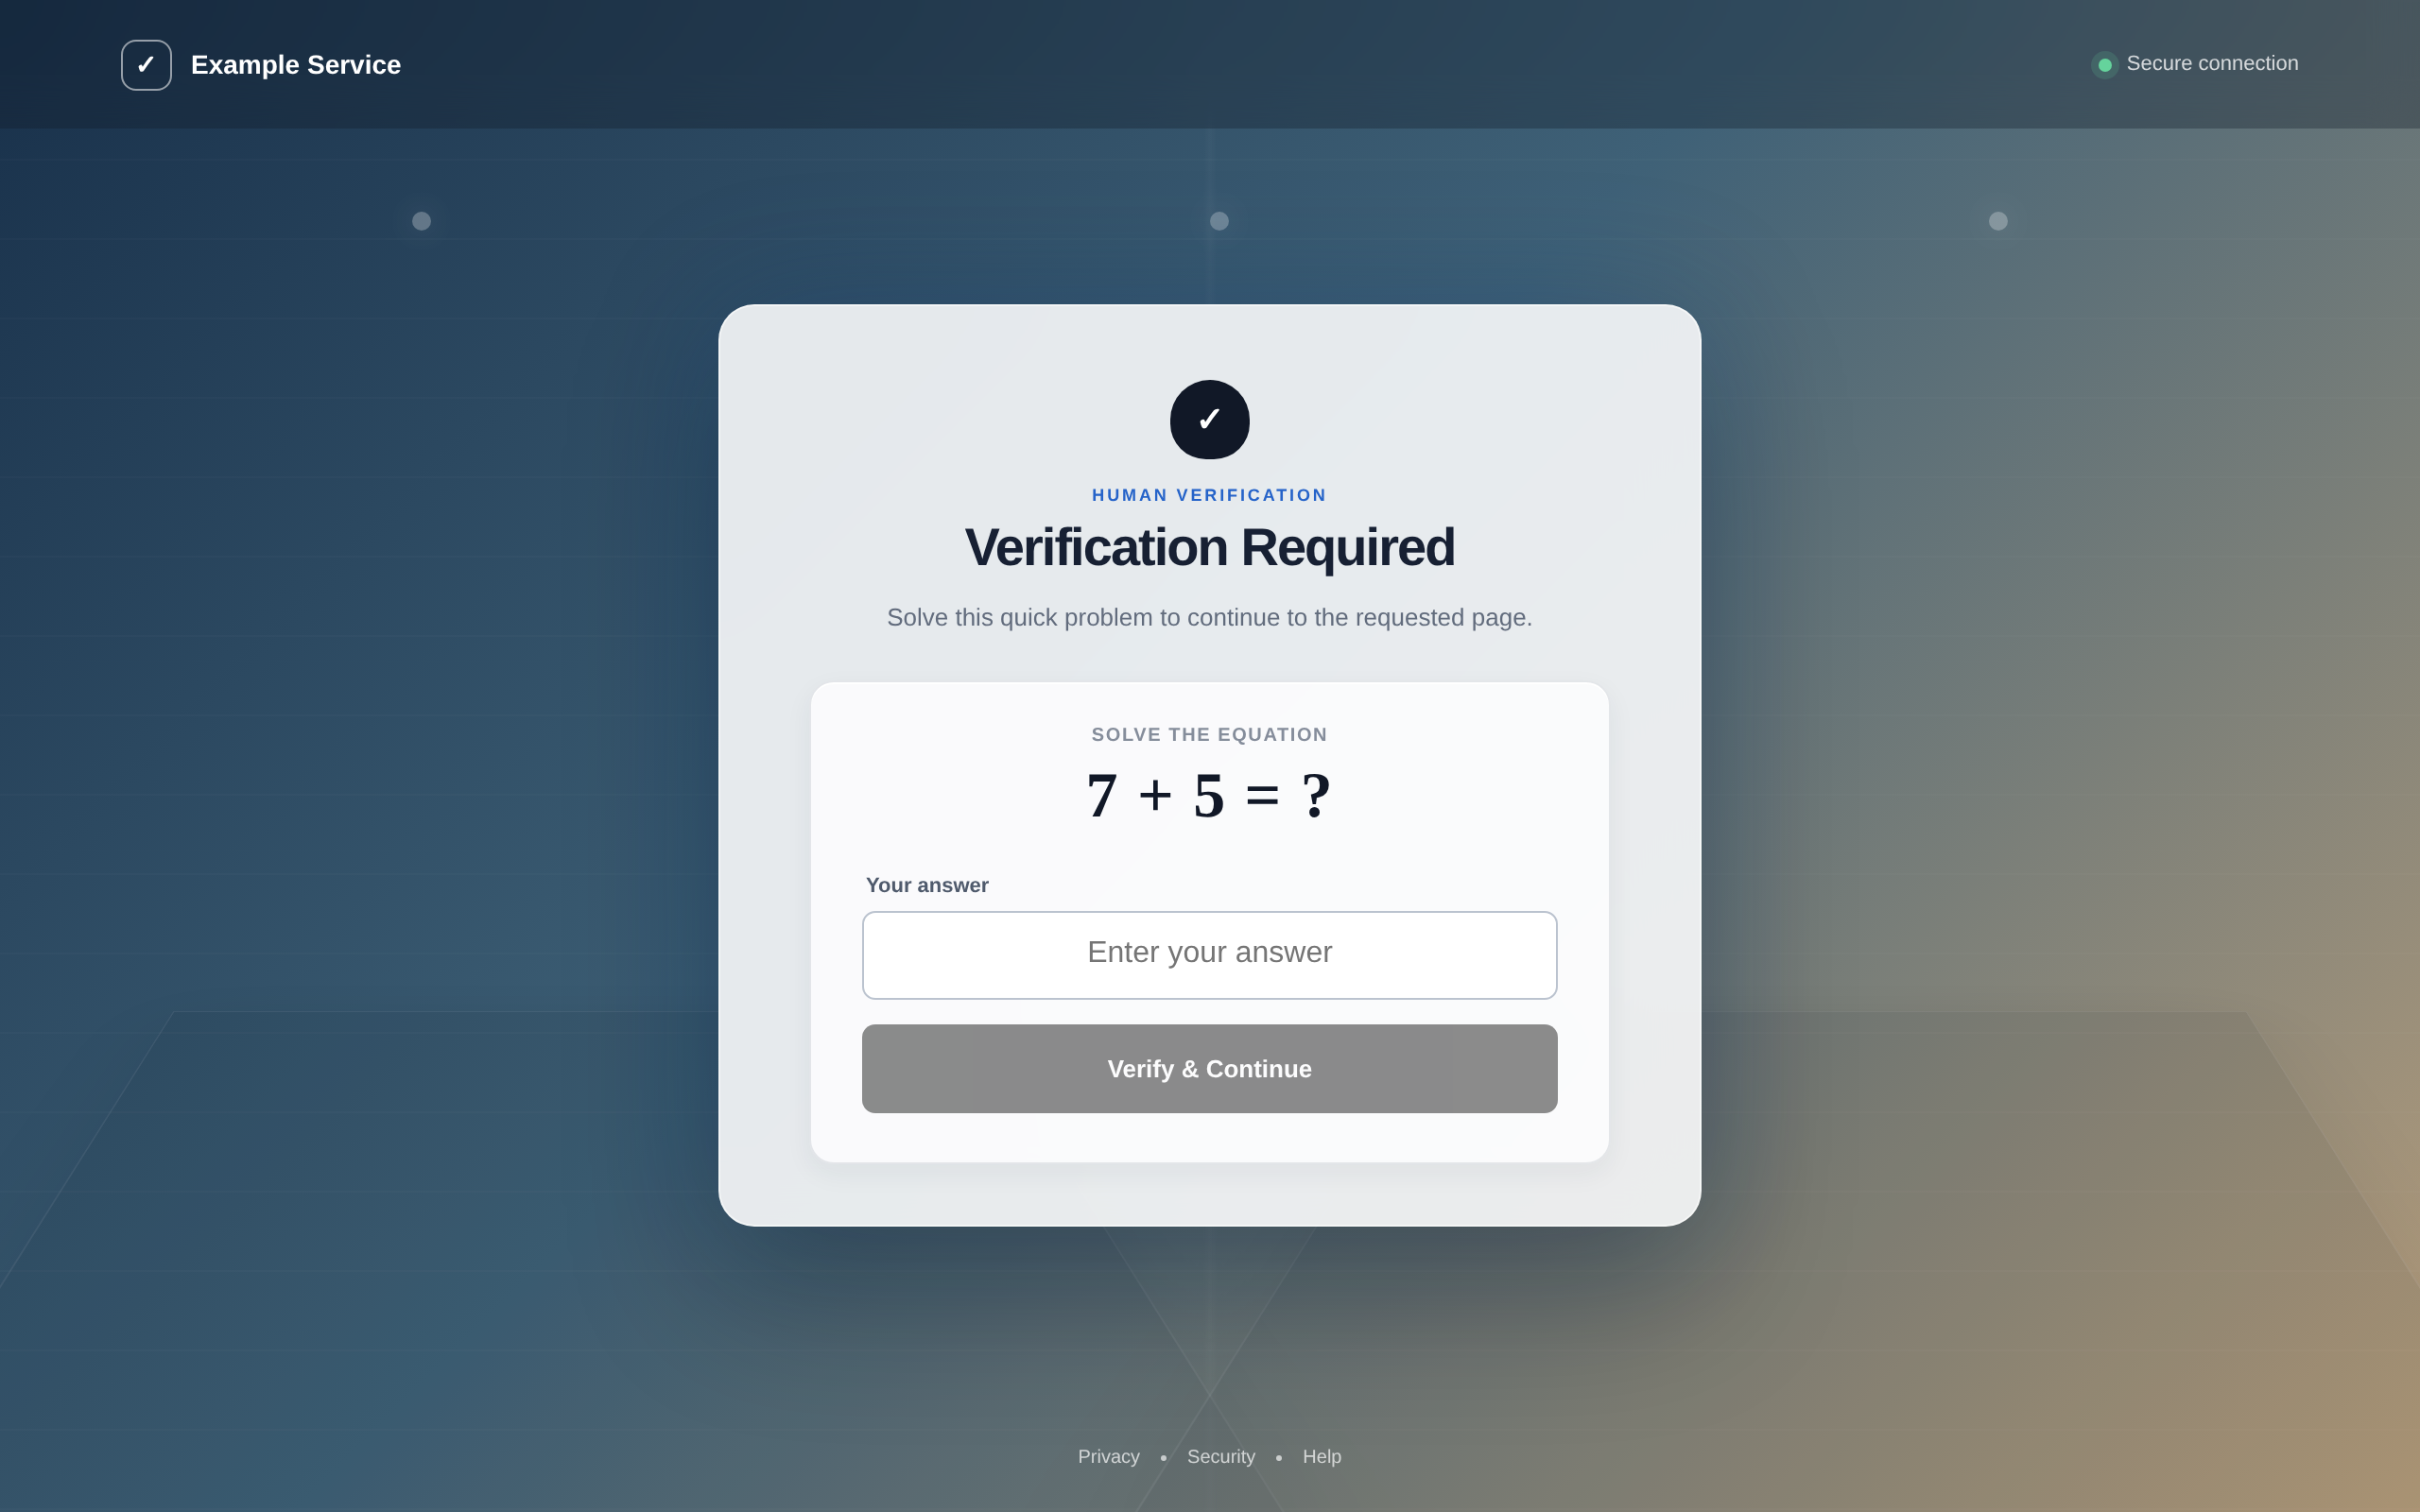 ✓ Example Service
Secure connection
✓
HUMAN VERIFICATION
Verification Required
Solve this quick problem to continue to the requested page.
SOLVE THE EQUATION
7 + 5 = ?
Your answer
Enter your answer
Verify & Continue
Privacy • Security • Help